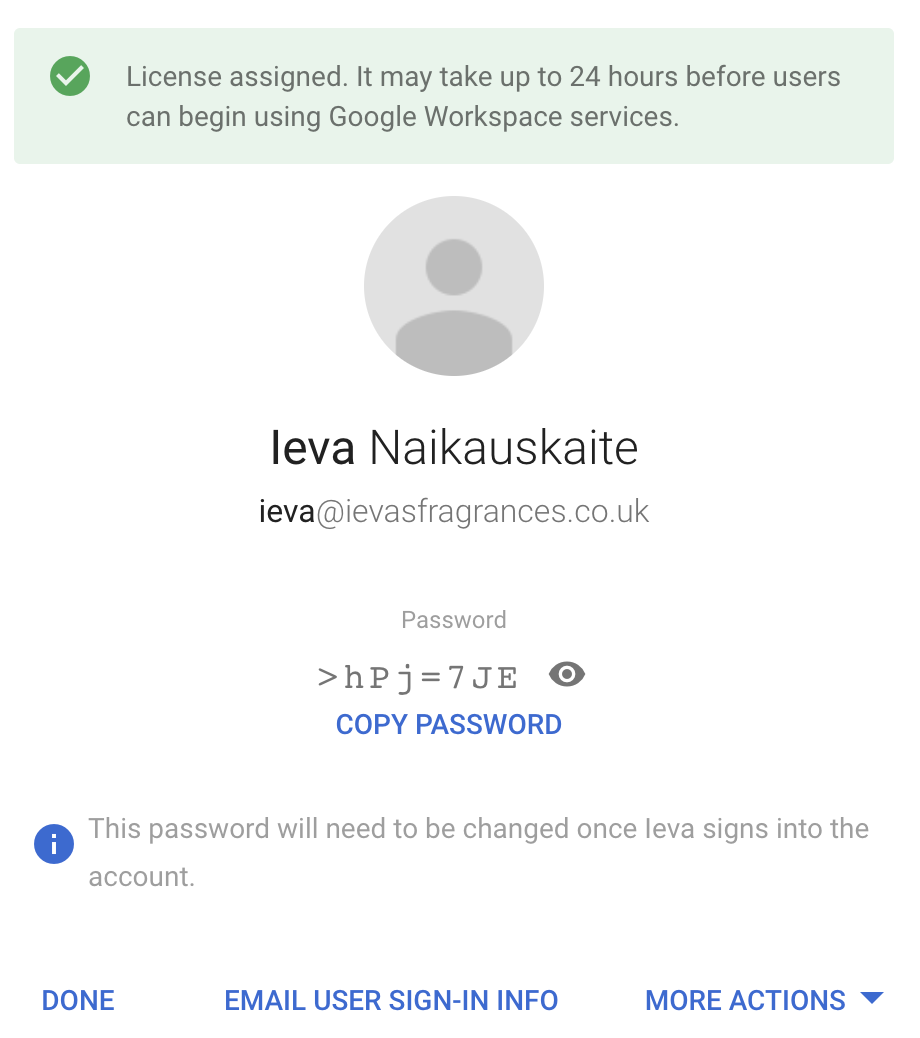 License assigned. It may take up to 24 hours before users
can begin using Google Workspace services.
Ieva Naikauskaite
ieva@ievasfragrances.co.uk
Password
>hPj=7JE
COPY PASSWORD
This password will need to be changed once Ieva signs into the
account.
DONE
EMAIL USER SIGN-IN INFO
MORE ACTIONS